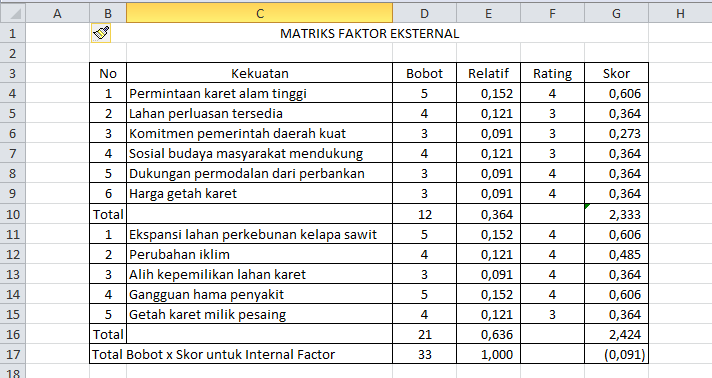 A B C D E F G H
1 MATRIKS FAKTOR EKSTERNAL
2
3 No Kekuatan Bobot Relatif Rating Skor
4 1 Permintaan karet alam tinggi 5 0,152 4 0,606
5 2 Lahan perluasan tersedia 4 0,121 3 0,364
6 3 Komitmen pemerintah daerah kuat 3 0,091 3 0,273
7 4 Sosial budaya masyarakat mendukung 4 0,121 3 0,364
8 5 Dukungan permodalan dari perbankan 3 0,091 4 0,364
9 6 Harga getah karet 3 0,091 4 0,364
10 Total 12 0,364 2,333
11 1 Ekspansi lahan perkebunan kelapa sawit 5 0,152 4 0,606
12 2 Perubahan iklim 4 0,121 4 0,485
13 3 Alih kepemilikan lahan karet 3 0,091 4 0,364
14 4 Gangguan hama penyakit 5 0,152 4 0,606
15 5 Getah karet milik pesaing 4 0,121 3 0,364
16 Total 21 0,636 2,424
17 Total Bobot x Skor untuk Internal Factor 33 1,000 (0,091)
18